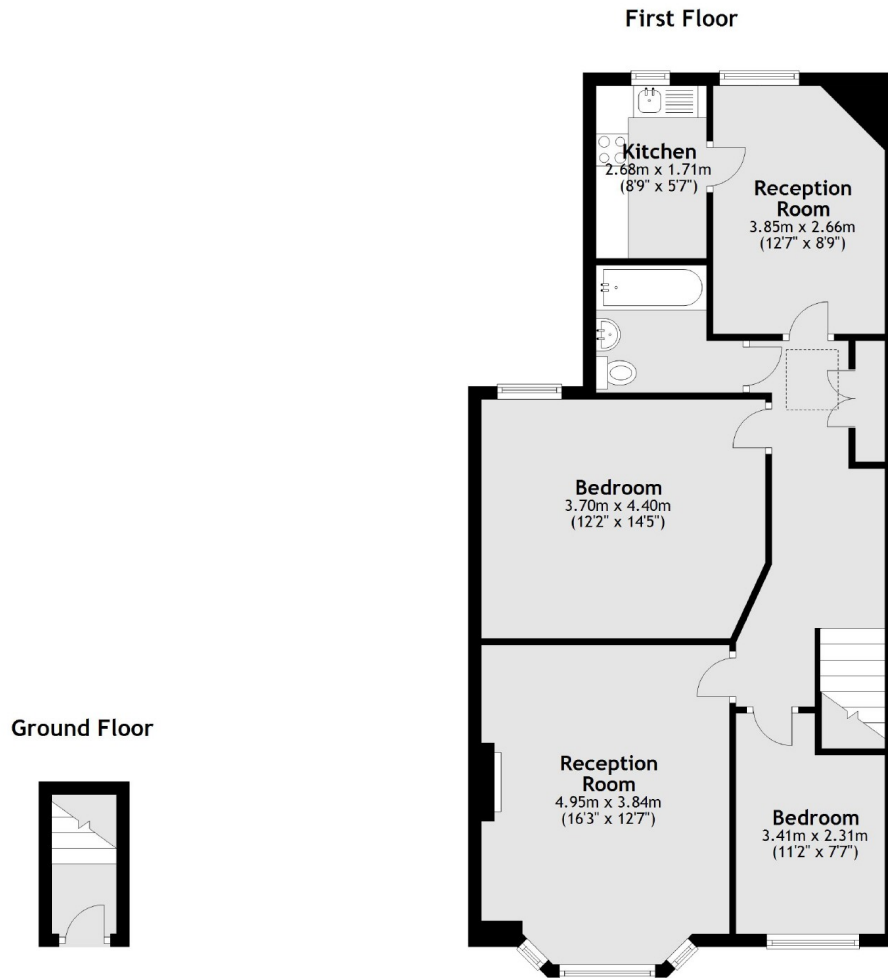 First Floor
Kitchen
2.68m x 1.71m
(8'9" x 5'7")
Reception
Room
3.85m x 2.66m
(12'7" x 8'9")
Bedroom
3.70m x 4.40m
(12'2" x 14'5")
Ground Floor
Reception
Room
4.95m x 3.84m
(16'3" x 12'7")
Bedroom
3.41m x 2.31m
(11'2" x 7'7")